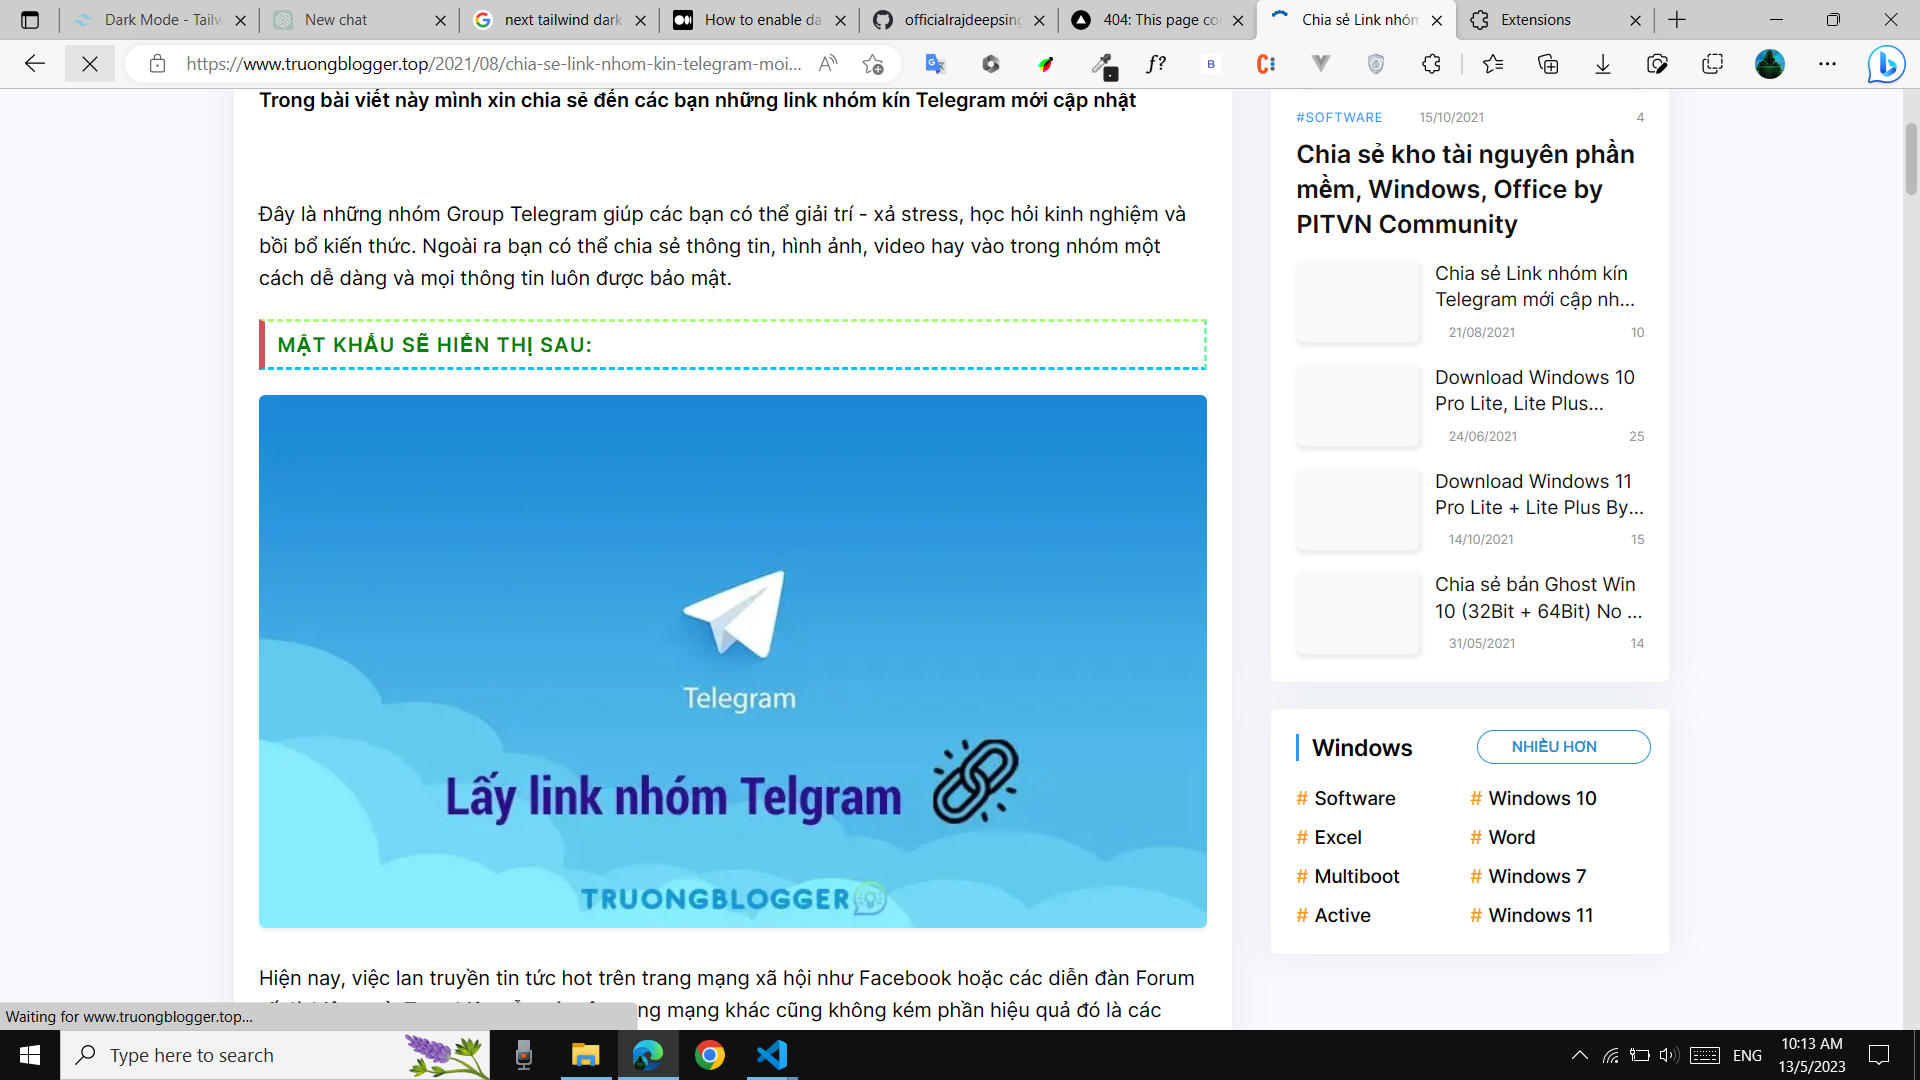 Dark Mode - Tailw
New chat
next tailwind dark
How to enable da
officialrajdeepsing
404: This page co
Chia sẻ Link nhóm
Extensions
https://www.truongblogger.top/2021/08/chia-se-link-nhom-kin-telegram-moi...
Trong bài viết này mình xin chia sẻ đến các bạn những link nhóm kín Telegram mới cập nhật
Đây là những nhóm Group Telegram giúp các bạn có thể giải trí - xả stress, học hỏi kinh nghiệm và
bồi bổ kiến thức. Ngoài ra bạn có thể chia sẻ thông tin, hình ảnh, video hay vào trong nhóm một
cách dễ dàng và mọi thông tin luôn được bảo mật.
MẬT KHẨU SẼ HIỂN THỊ SAU:
Telegram
Lấy link nhóm Telgram
TRUONGBLOGGER
Hiện nay, việc lan truyền tin tức hot trên trang mạng xã hội như Facebook hoặc các diễn đàn Forum
ng mạng khác cũng không kém phần hiệu quả đó là các
#SOFTWARE 15/10/2021 4
Chia sẻ kho tài nguyên phần
mềm, Windows, Office by
PITVN Community
Chia sẻ Link nhóm kín
Telegram mới cập nh...
21/08/2021 10
Download Windows 10
Pro Lite, Lite Plus...
24/06/2021 25
Download Windows 11
Pro Lite + Lite Plus By...
14/10/2021 15
Chia sẻ bản Ghost Win
10 (32Bit + 64Bit) No ...
31/05/2021 14
Windows NHIỀU HƠN
# Software # Windows 10
# Excel # Word
# Multiboot # Windows 7
# Active # Windows 11
Waiting for www.truongblogger.top...
Type here to search
ENG
10:13 AM
13/5/2023